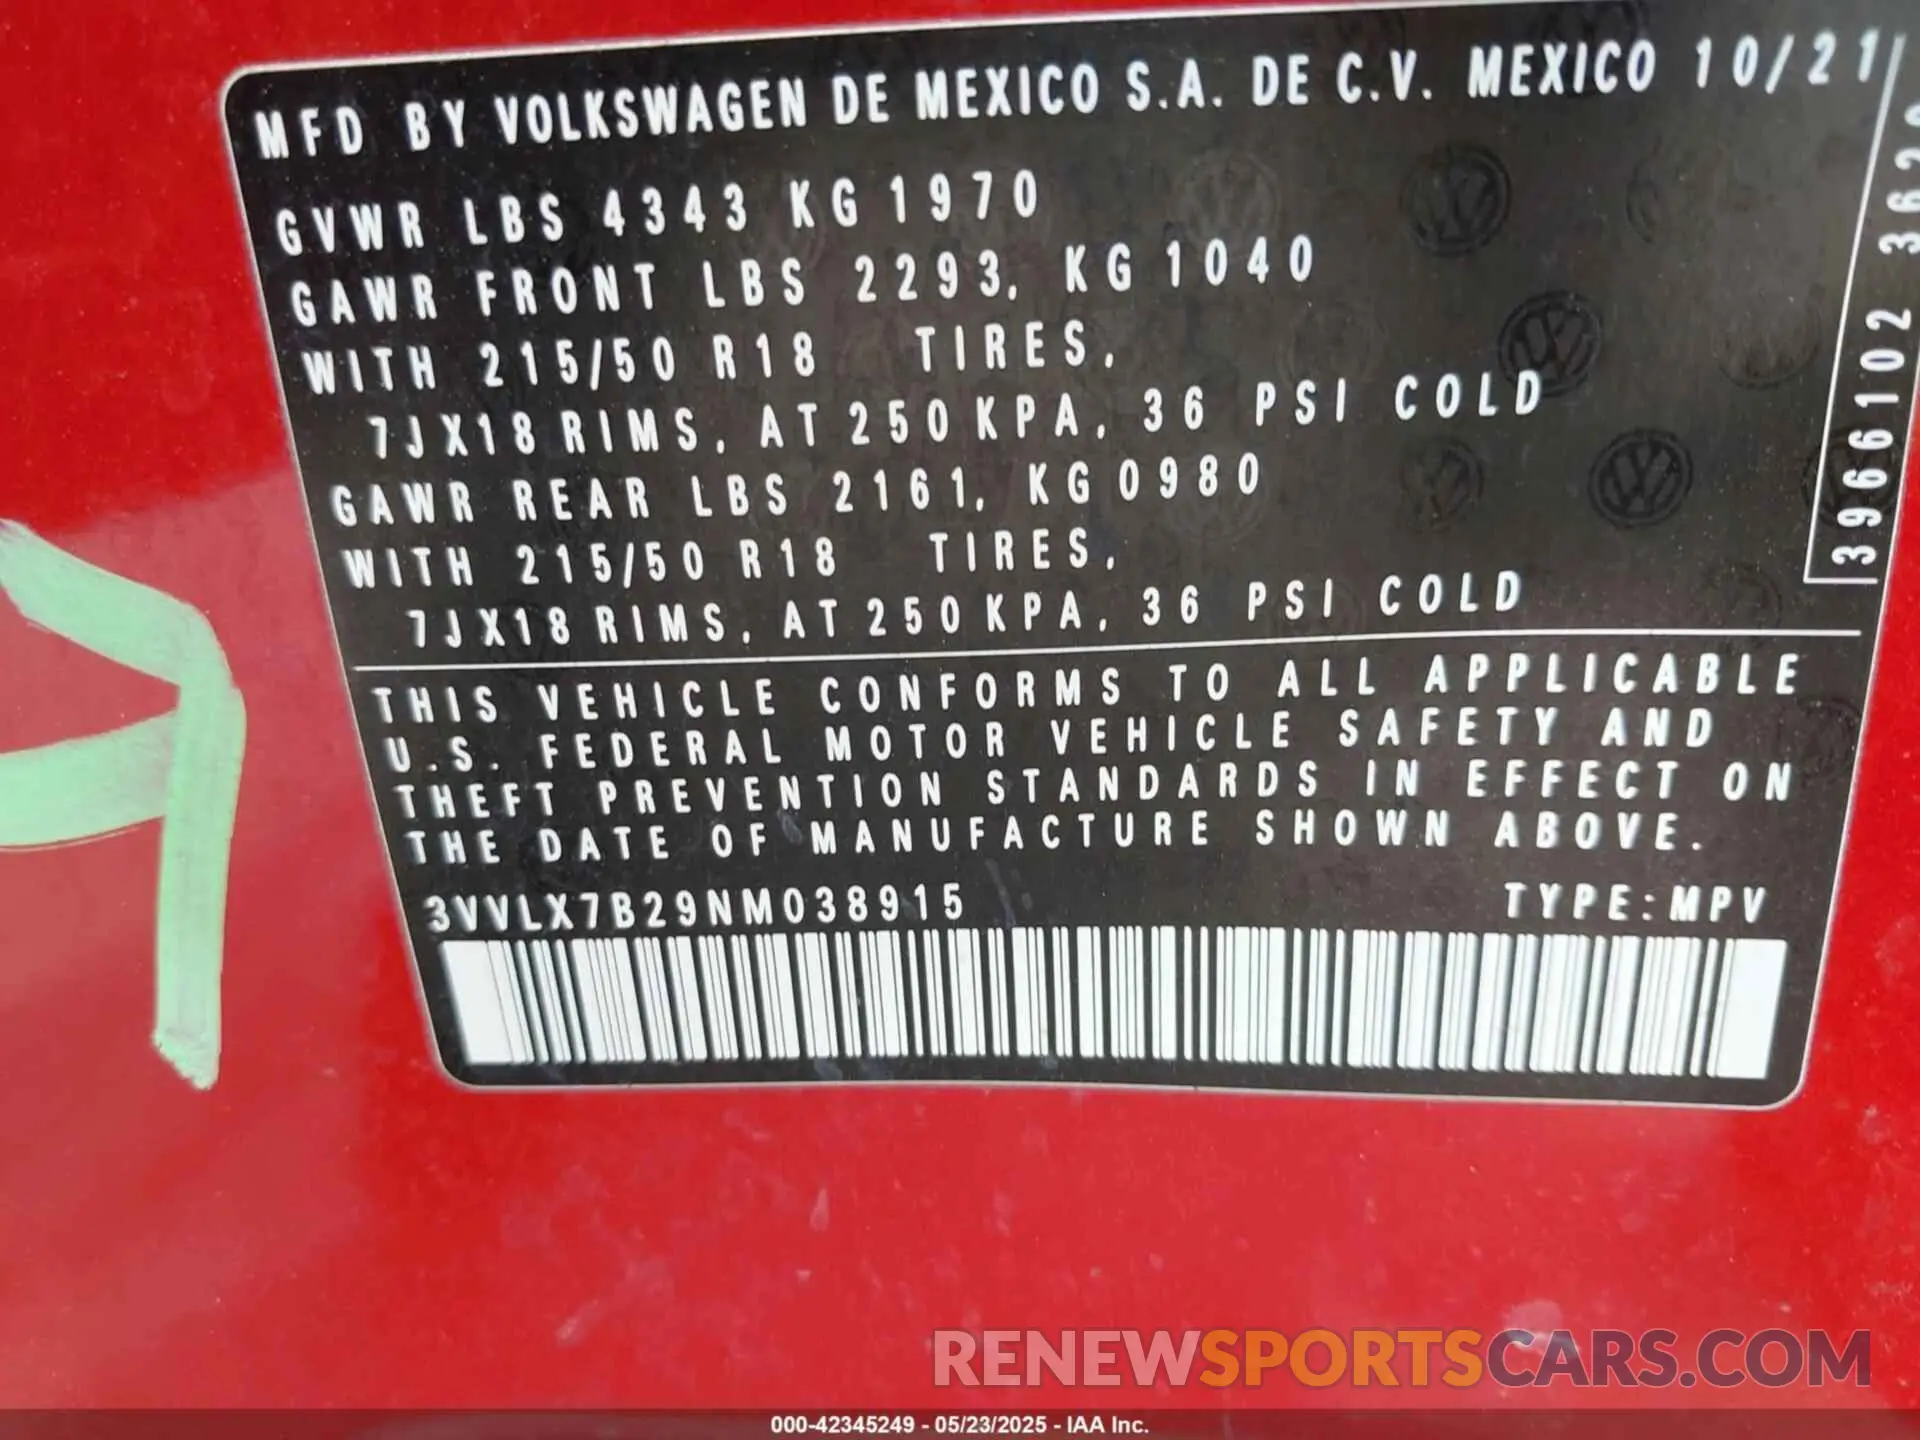 MFD BY VOLKSWAGEN DE MEXICO S.A. DE C.V. MEXICO 10/21
GVWR LBS 4343 KG 1970
GAWR FRONT LBS 2293, KG 1040
WITH 215/50 R18 TIRES,
7JX18 RIMS, AT 250 KPA, 36 PSI COLD
GAWR REAR LBS 2161, KG 0980
WITH 215/50 R18 TIRES,
7JX18 RIMS, AT 250 KPA, 36 PSI COLD
THIS VEHICLE CONFORMS TO ALL APPLICABLE
U.S. FEDERAL MOTOR VEHICLE SAFETY AND
THEFT PREVENTION STANDARDS IN EFFECT ON
THE DATE OF MANUFACTURE SHOWN ABOVE.
3VVLX7B29NM038915 TYPE:MPV
3966102
RENEWSPORTSCARS.COM
000-42345249 - 05/23/2025 - IAA Inc.